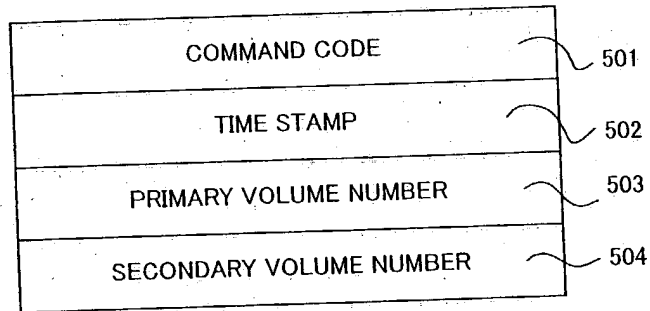 COMMAND CODE 501
TIME STAMP 502
PRIMARY VOLUME NUMBER 503
SECONDARY VOLUME NUMBER 504